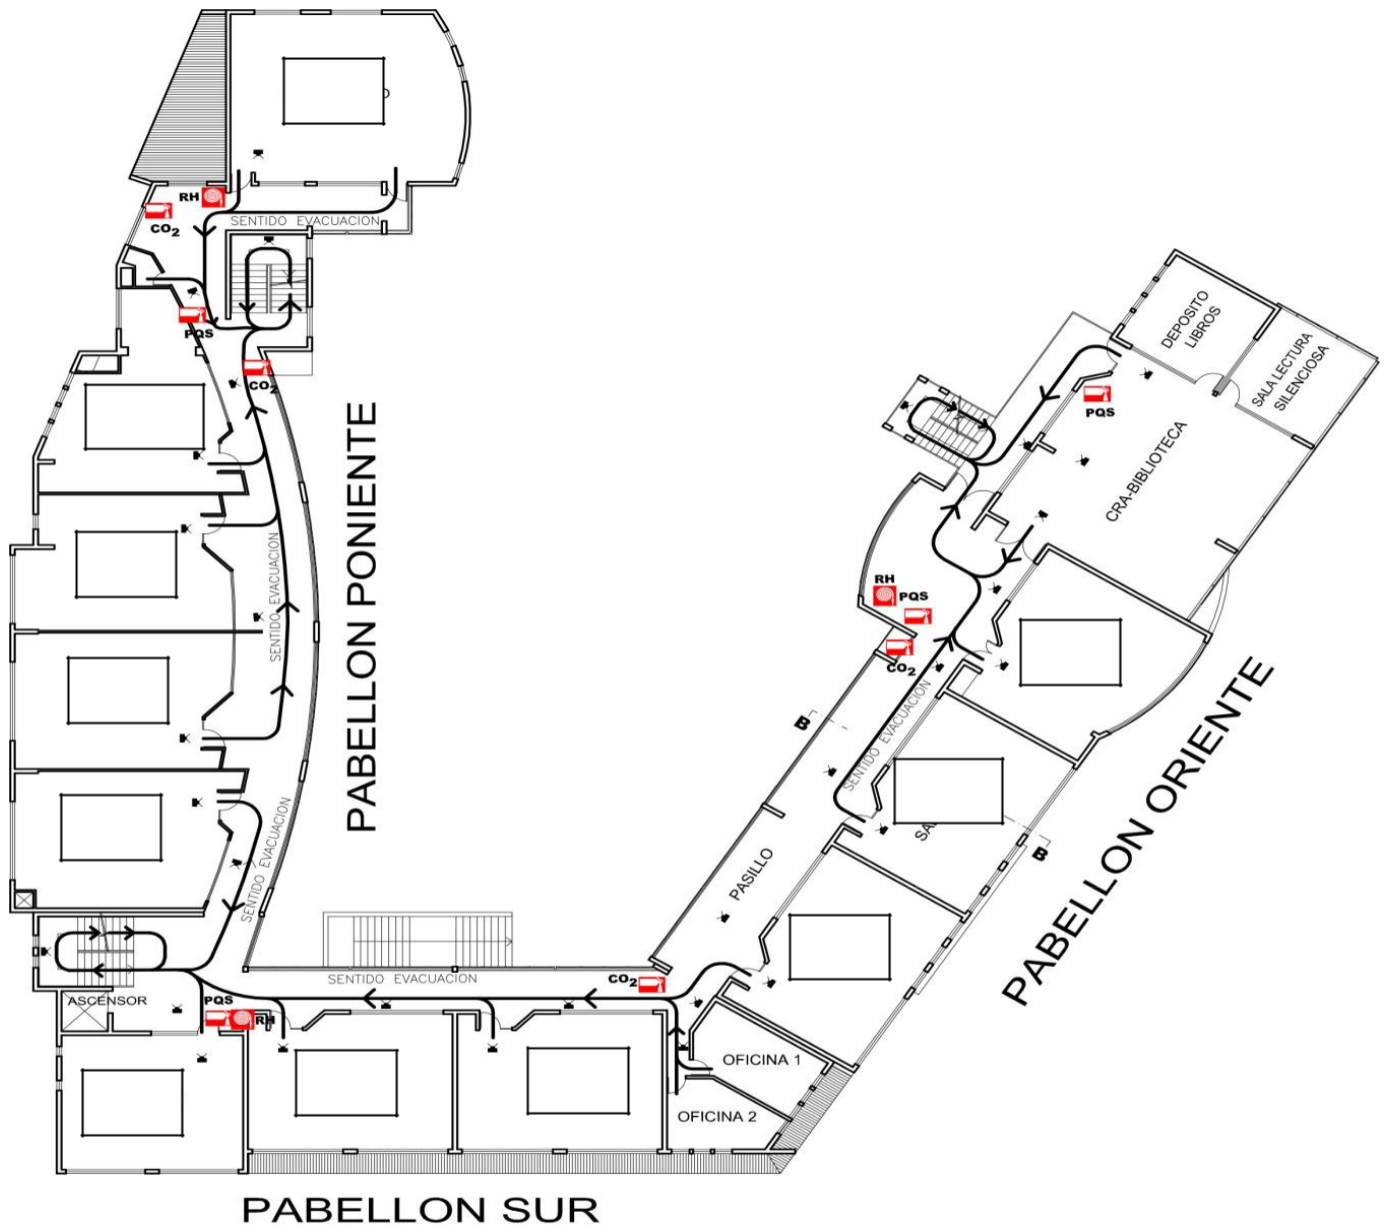 RH
CO2
SENTIDO EVACUACION
PQS
CO2
PABELLON PONIENTE
SENTIDO EVACUACION
SENTIDO EVACUACION
DEPOSITO
LIBROS
SALA LECTURA
SILENCIOSA
PQS
CRA-BIBLIOTECA
RH
PQS
CO2
B
SENTIDO EVACUACION
B
PASILLO
PABELLON ORIENTE
SENTIDO EVACUACION
CO2
ASCENSOR
PQS
RH
OFICINA 1
OFICINA 2
PABELLON SUR